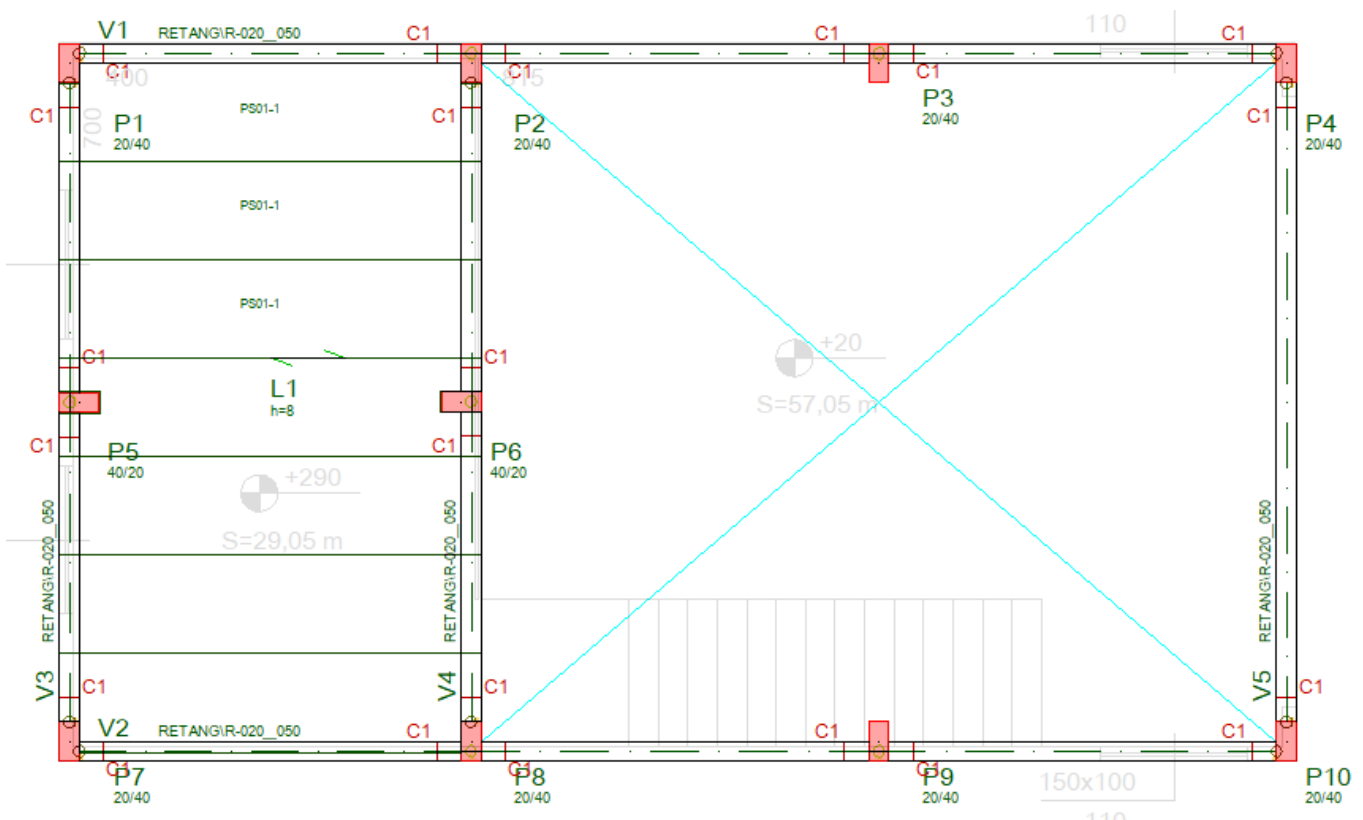 V1 RETANG\R-020_050 C1 C1 110 C1
C1 400 C1 915 C1
C1 700 PS01-1 C1 P3 C1
P1 P2 20/40 P4
20/40 20/40 20/40
PS01-1
PS01-1
C1 C1 +20
L1 S=57,05 m
h=8
C1 C1
P5 P6
40/20 40/20
+290
S=29,05 m
RETANG\R-020_050 RETANG\R-020_050 RETANG\R-020_050
V3 C1 V4 C1 V5 C1
V2 RETANG\R-020_050 C1 C1 C1
C1 C1 C1
P7 P8 P9 150x100 P10
20/40 20/40 20/40 20/40
110